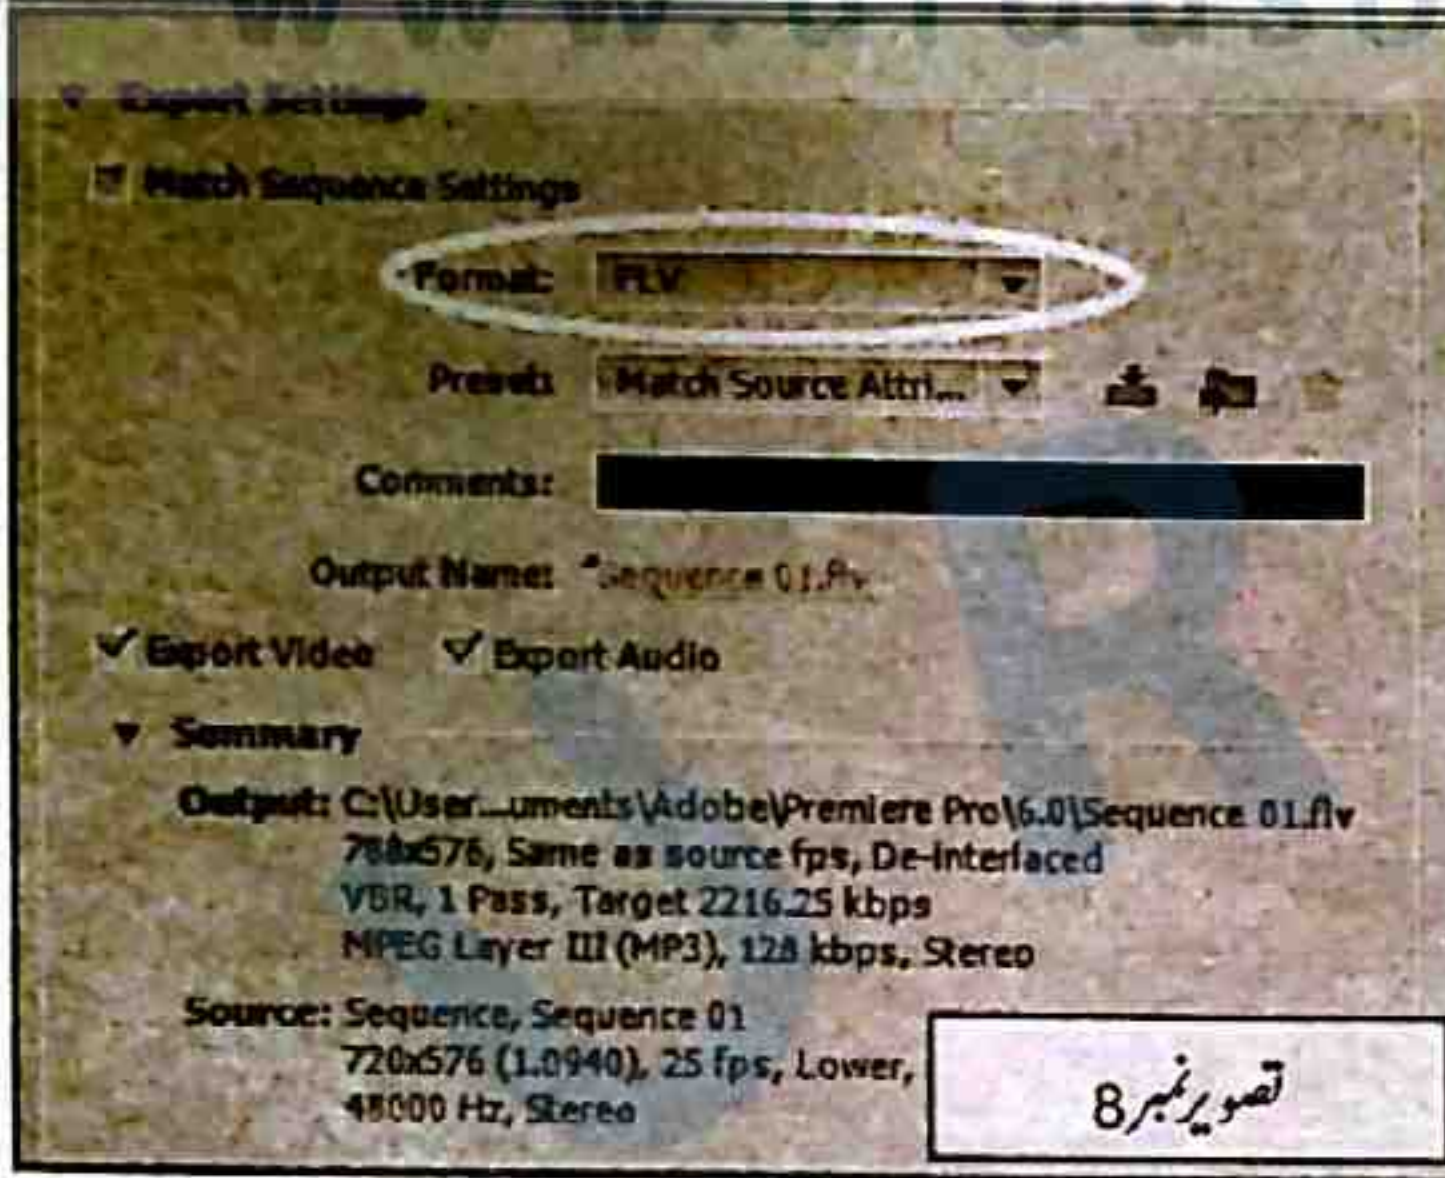 Export Settings
Match Sequence Settings
Format: FLV
Preset: Match Source Attri...
Comments:
Output Name: Sequence 01.flv
Export Video Export Audio
Summary
Output: C:\User...uments\Adobe\Premiere Pro\6.0\Sequence 01.flv
788x576, Same as source fps, De-Interlaced
VBR, 1 Pass, Target 2216.25 kbps
MPEG Layer III (MP3), 128 kbps, Stereo
Source: Sequence, Sequence 01
720x576 (1.0940), 25 fps, Lower,
48000 Hz, Stereo
تصویر نمبر 8